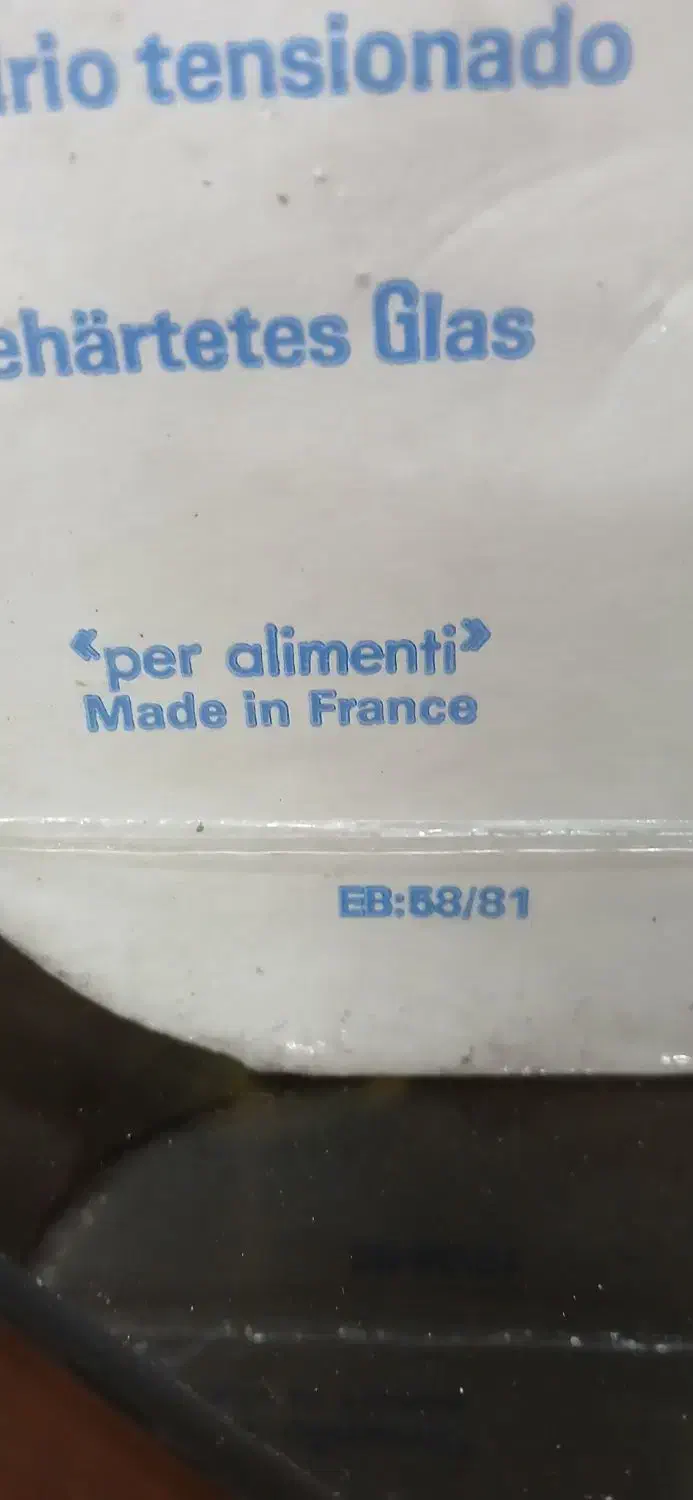 rio tensionado
ehärtetes Glas
«per alimenti»
Made in France
EB:58/81